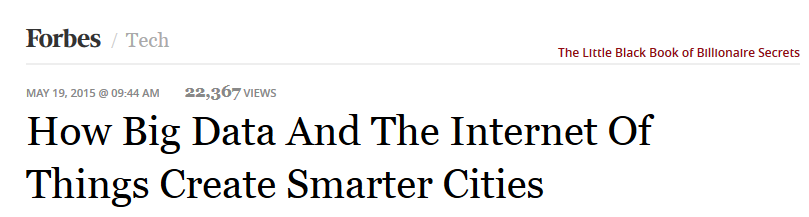 Forbes / Tech
The Little Black Book of Billionaire Secrets
MAY 19, 2015 @ 09:44 AM 22,367 VIEWS
How Big Data And The Internet Of
Things Create Smarter Cities